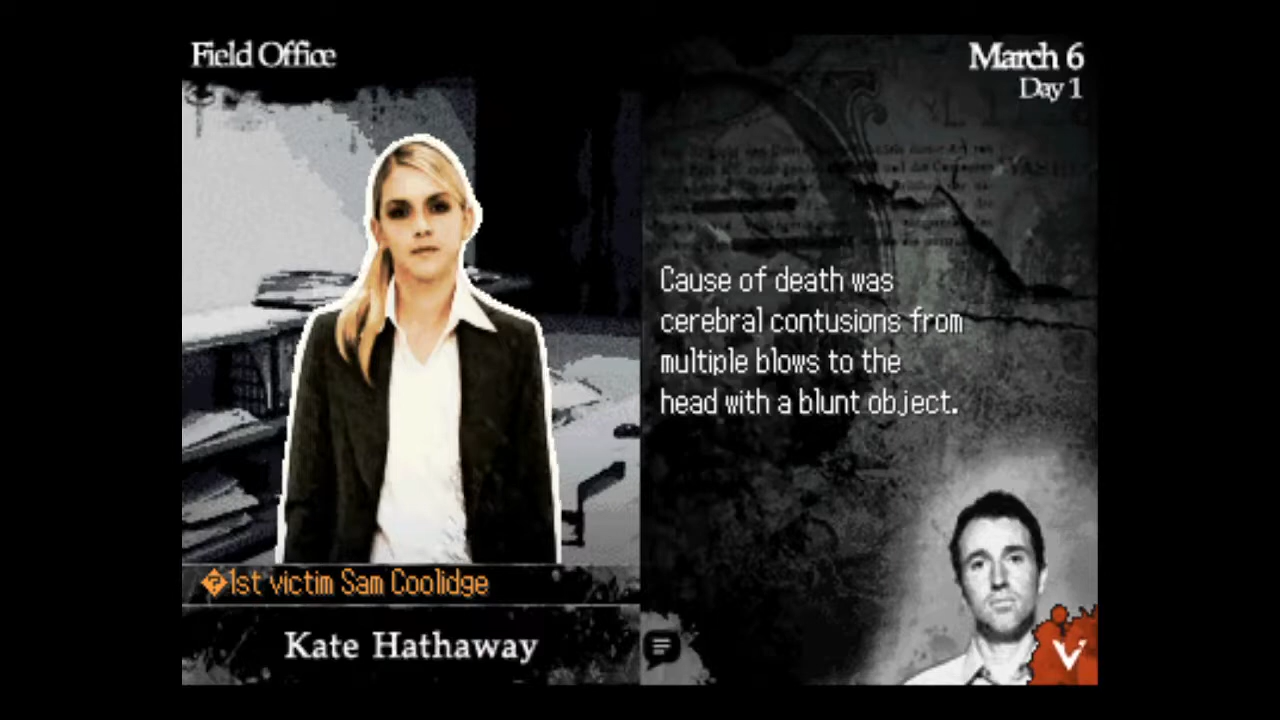 Field Office
March 6
Day 1
Cause of death was
cerebral contusions from
multiple blows to the
head with a blunt object.
1st victim Sam Coolidge
Kate Hathaway